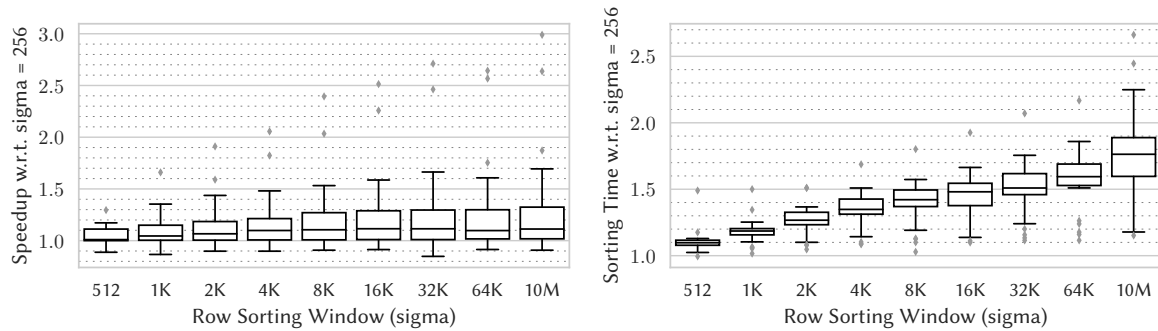 Speedup w.r.t. sigma = 256
3.0
2.5
2.0
1.5
1.0
512 1K 2K 4K 8K 16K 32K 64K 10M
Row Sorting Window (sigma)
Sorting Time w.r.t. sigma = 256
2.5
2.0
1.5
1.0
512 1K 2K 4K 8K 16K 32K 64K 10M
Row Sorting Window (sigma)